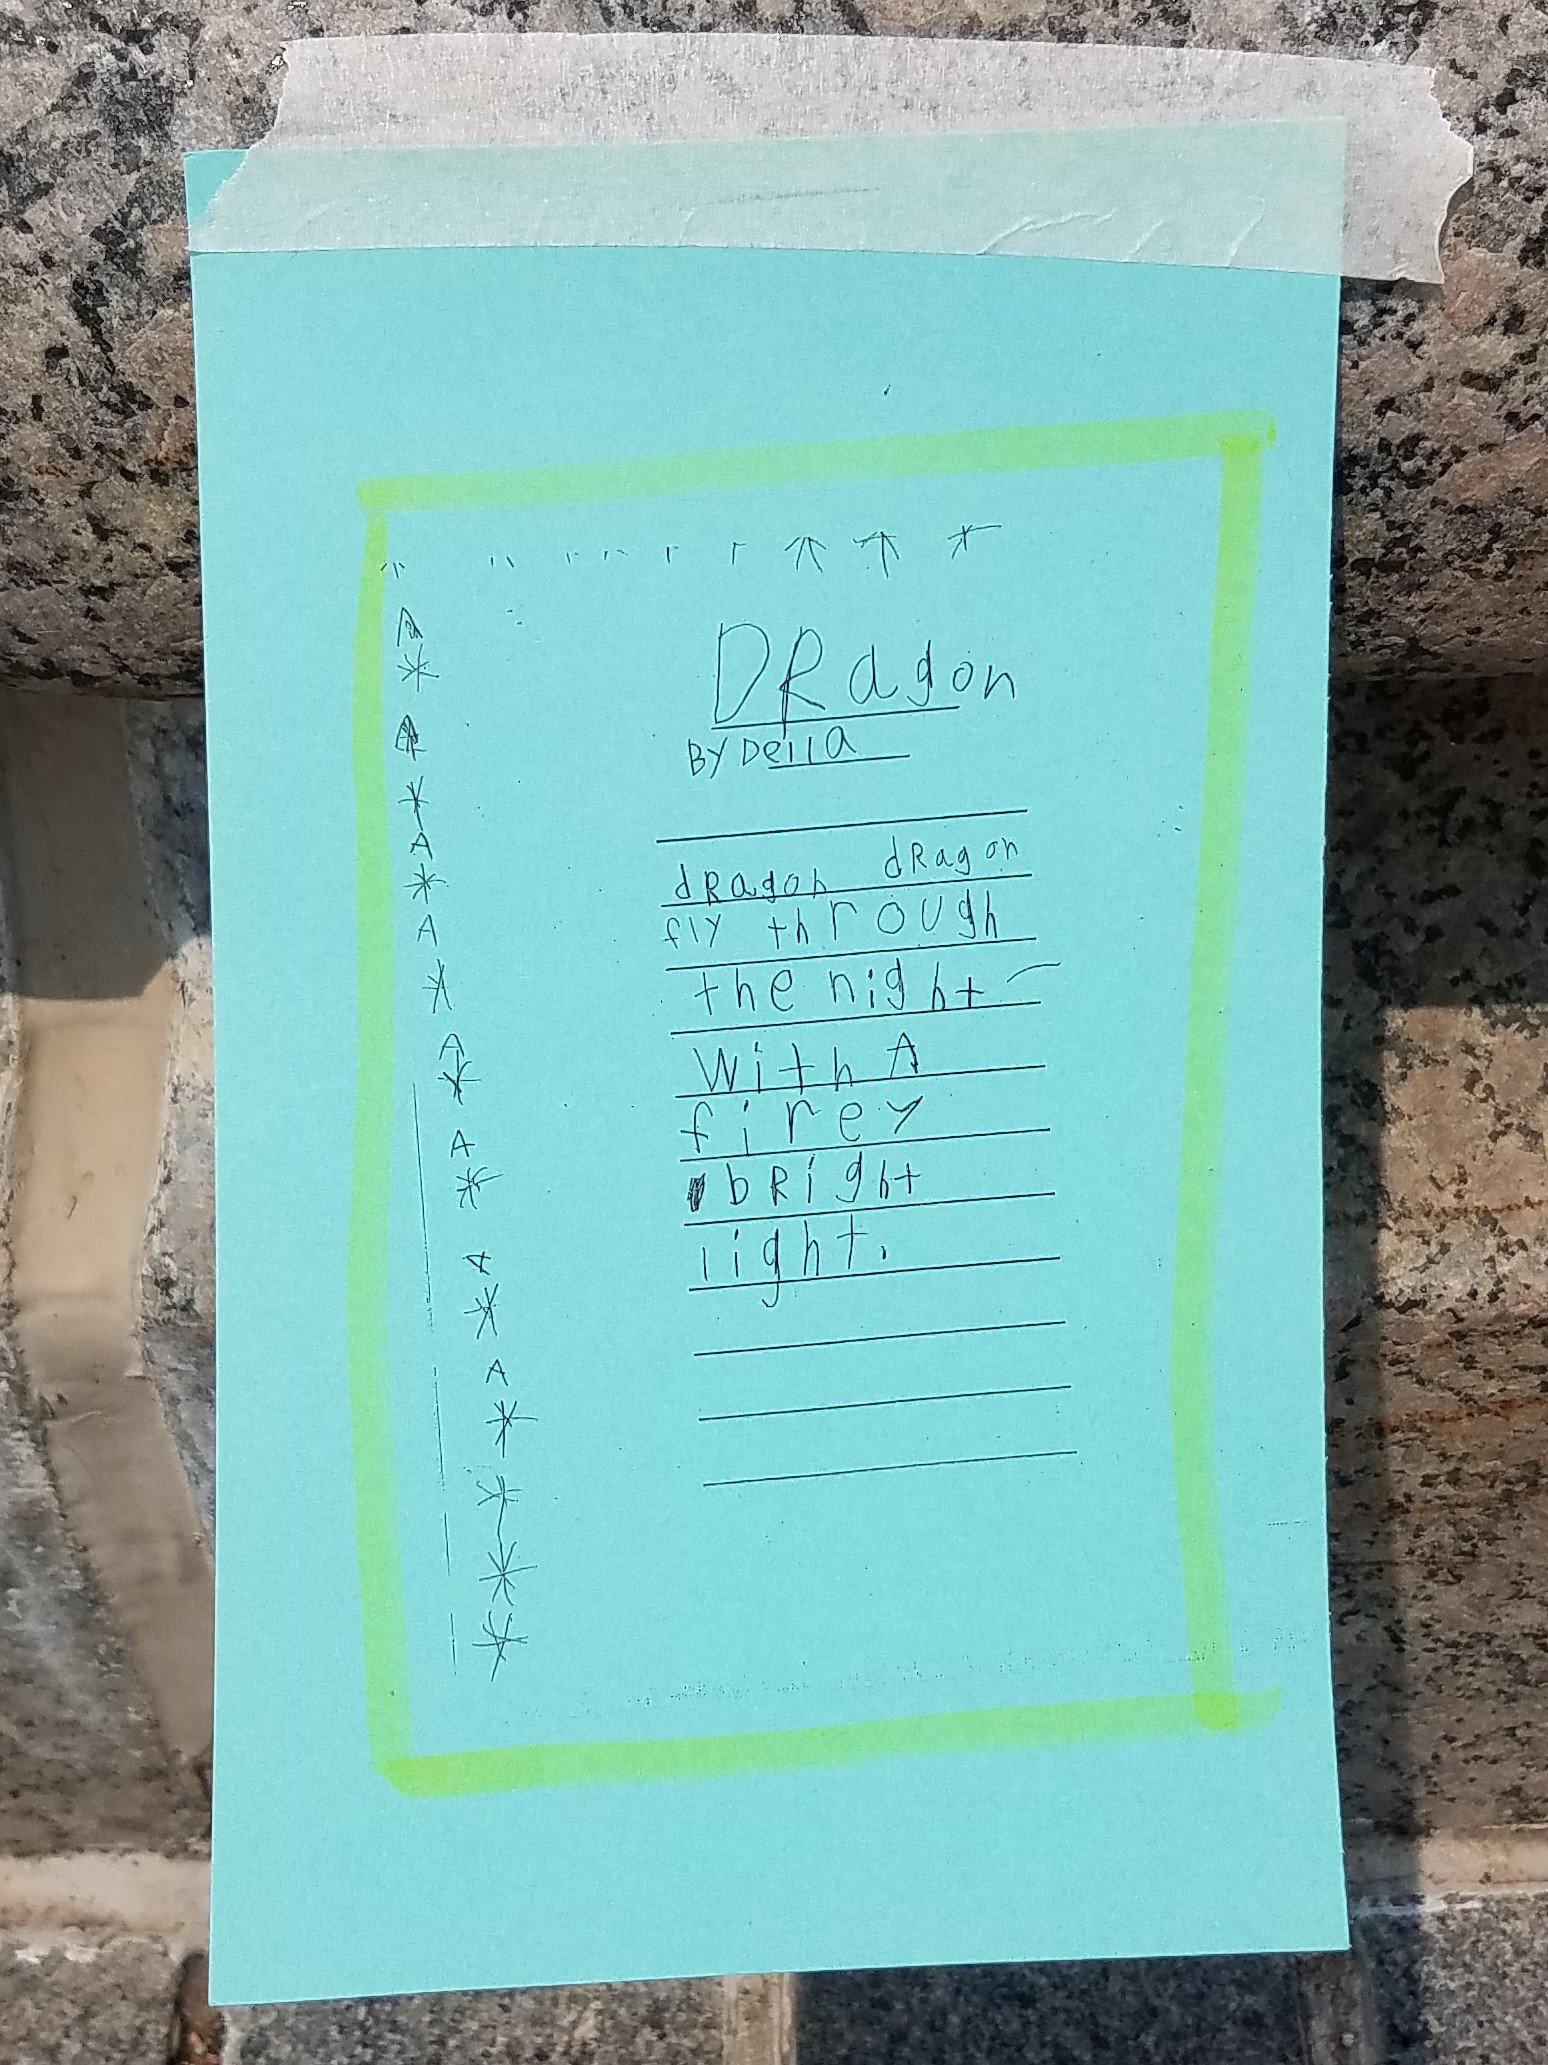 DRagon
BY Della
dRagon dRagon
fly through
the night
with A
firey
bRight
light.